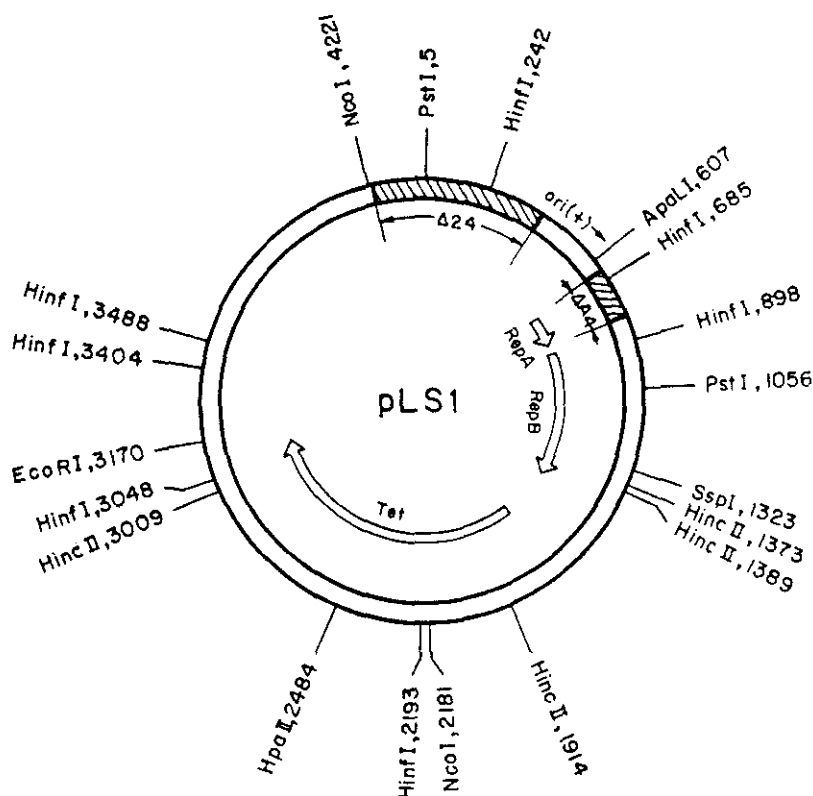 NcoI, 4221
PstI, 5
HinfI, 242
ori(+)
ApaLI, 607
HinfI, 685
Δ24
ΔA4
HinfI, 898
PstI, 1056
RepA
RepB
pLS1
Tet
HinfI, 3488
HinfI, 3404
EcoRI, 3170
HinfI, 3048
HincII, 3009
SspI, 1323
HincII, 1373
HincII, 1389
HpaII, 2484
HinfI, 2193
NcoI, 2181
HincII, 1914